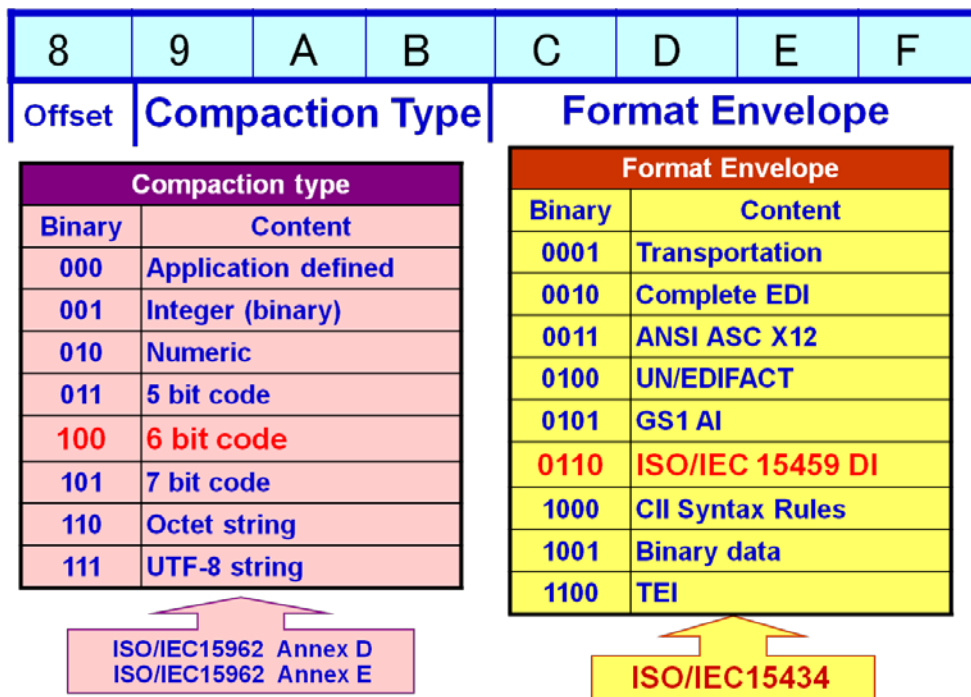 8 9 A B C D E F
Offset Compaction Type Format Envelope
Compaction type
Binary Content
000 Application defined
001 Integer (binary)
010 Numeric
011 5 bit code
100 6 bit code
101 7 bit code
110 Octet string
111 UTF-8 string
ISO/IEC15962 Annex D
ISO/IEC15962 Annex E
Format Envelope
Binary Content
0001 Transportation
0010 Complete EDI
0011 ANSI ASC X12
0100 UN/EDIFACT
0101 GS1 AI
0110 ISO/IEC 15459 DI
1000 CII Syntax Rules
1001 Binary data
1100 TEI
ISO/IEC15434